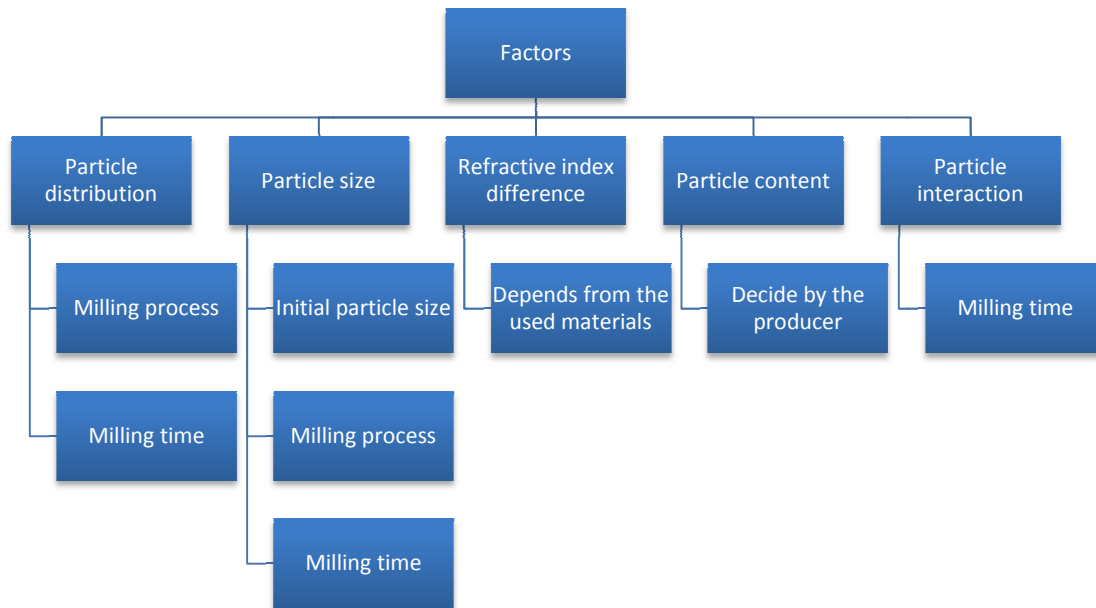 Factors
Particle
distribution
Milling process
Milling time
Particle size
Initial particle size
Milling process
Milling time
Refractive index
difference
Depends from the
used materials
Particle content
Decide by the
producer
Particle
interaction
Milling time